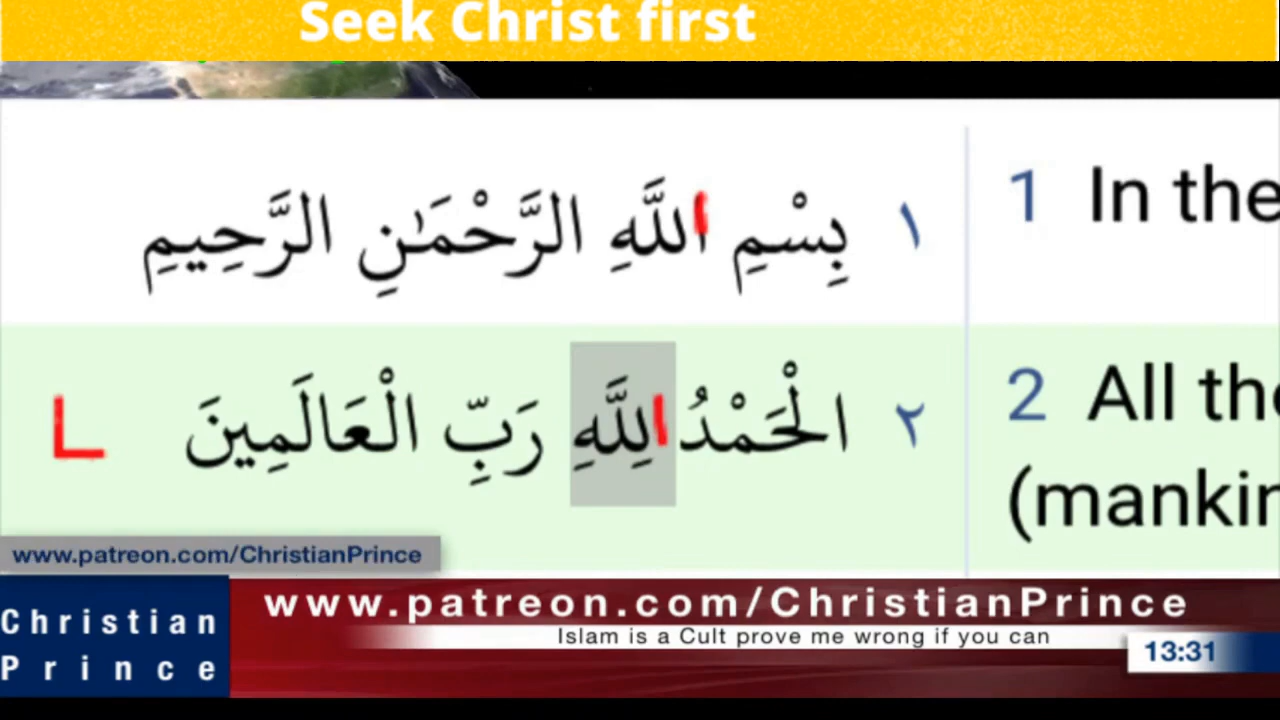 Seek Christ first
١ بِسْمِ اللَّهِ الرَّحْمَٰنِ الرَّحِيمِ
1 In the
٢ الْحَمْدُ لِلَّهِ رَبِّ الْعَالَمِينَ
2 All the
(mankin
www.patreon.com/ChristianPrince
Christian
Prince
www.patreon.com/ChristianPrince
Islam is a Cult prove me wrong if you can
13:31